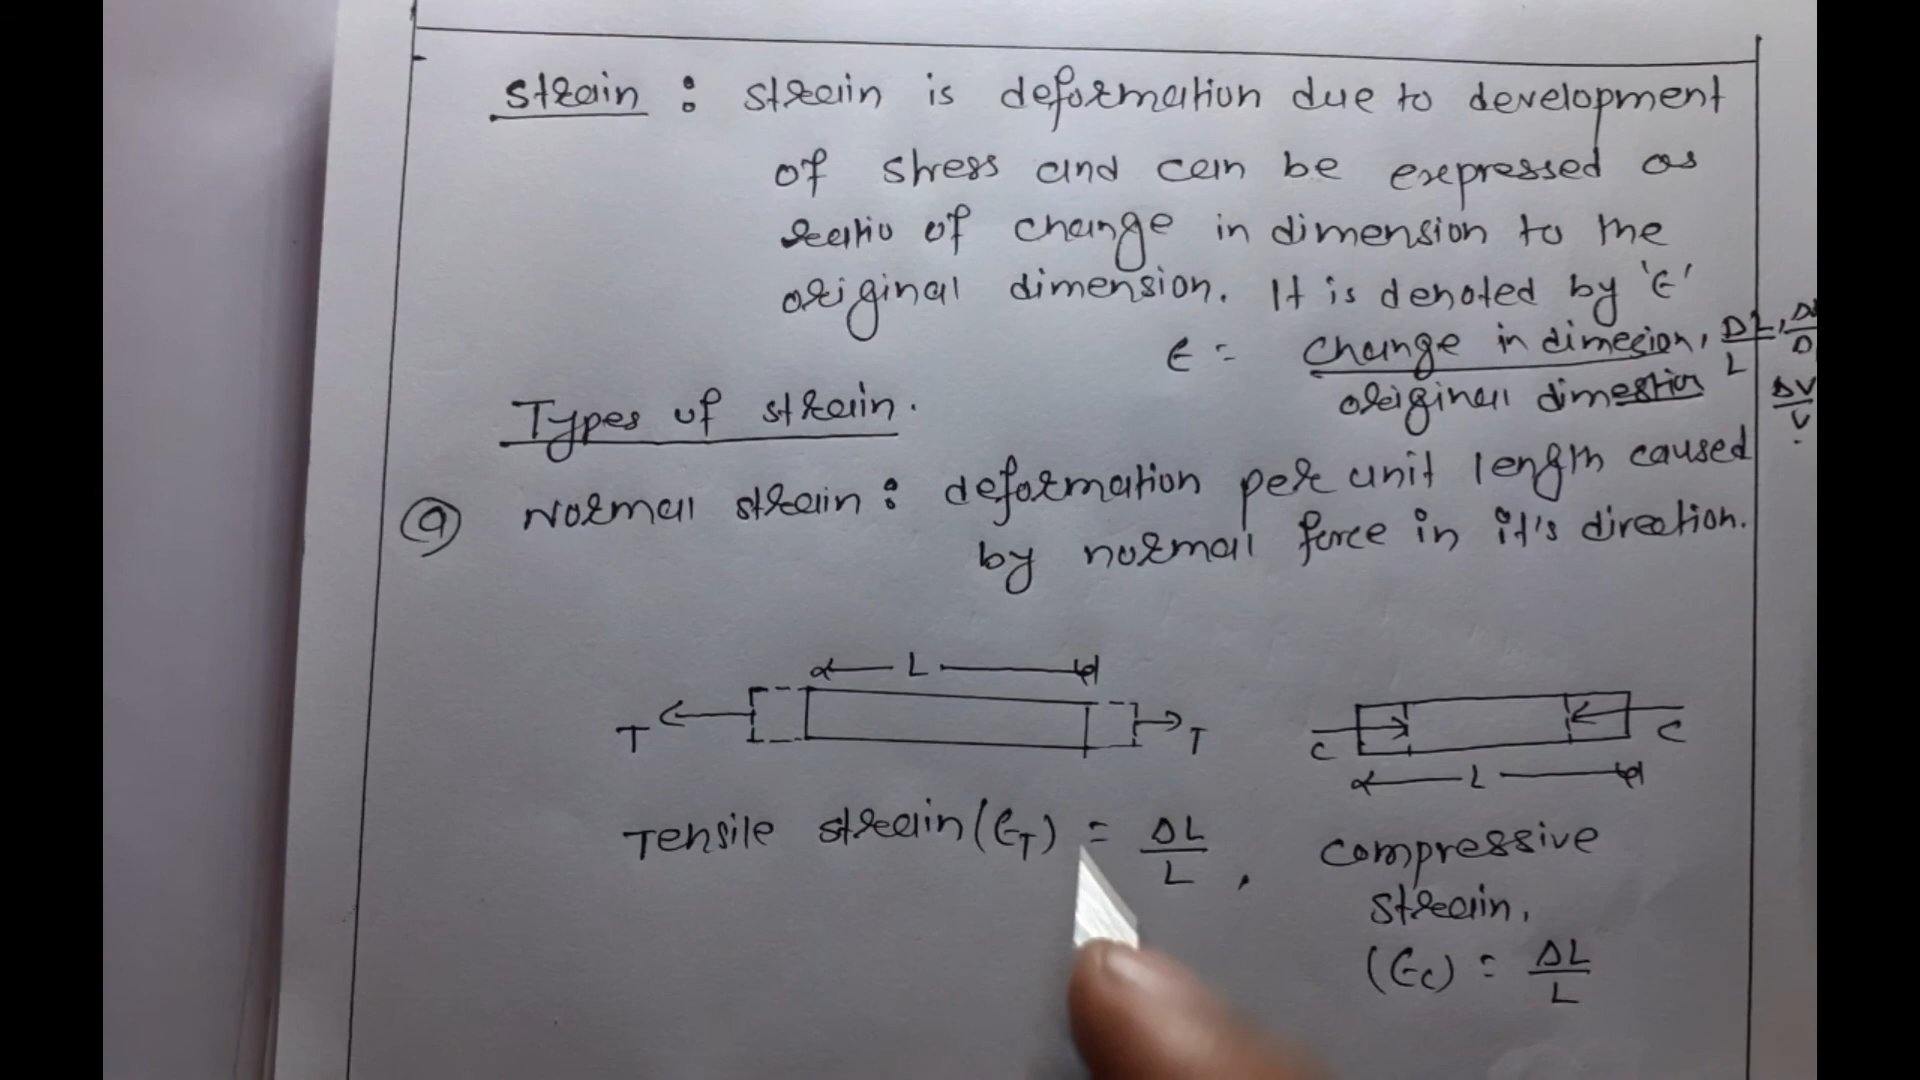 strain : strain is deformation due to development
of stress and can be expressed as
ratio of change in dimension to the
original dimension. It is denoted by 'ϵ'
ϵ = change in dimesion, ΔL/L,
original dimestion ΔV/V
Types of strain.
(a) Normal strain : deformation per unit length caused
by normal force in it's direction.
L
T T
C C
L
Tensile strain (ϵT) = ΔL/L , compressive
strain,
(ϵc) = ΔL/L